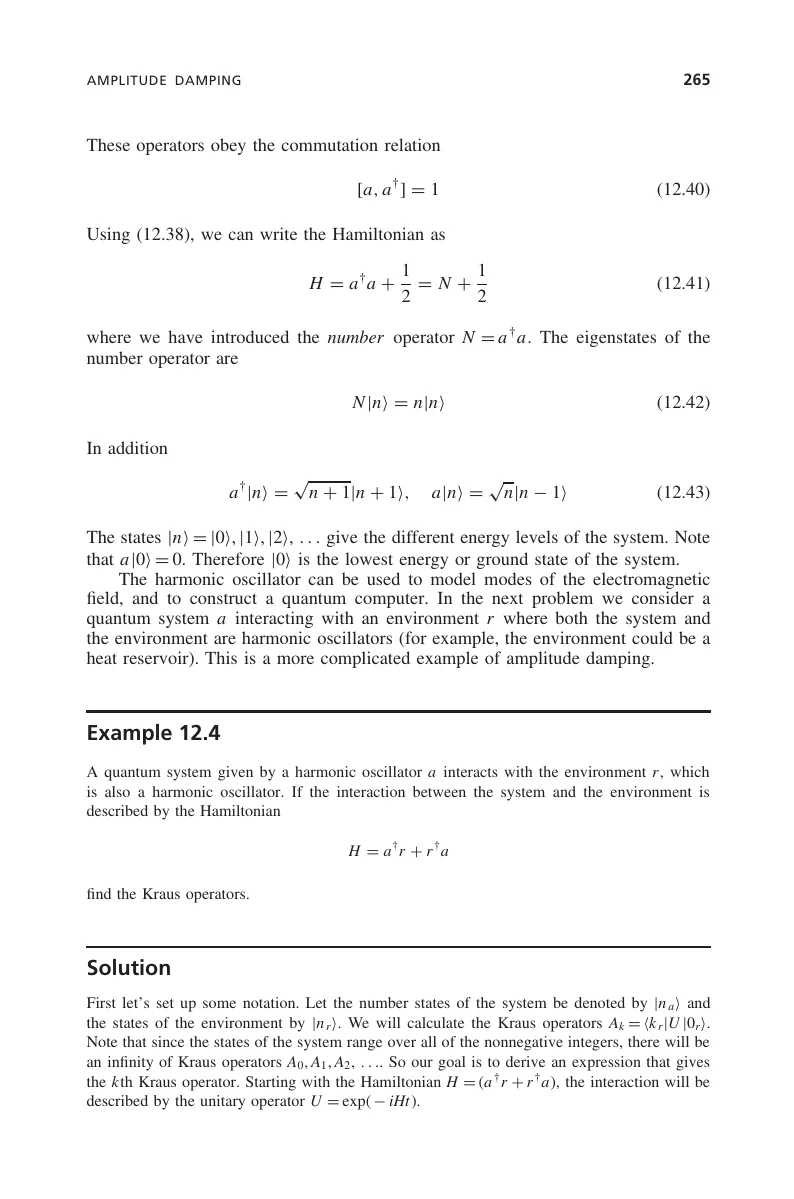 AMPLITUDE DAMPING 265
These operators obey the commutation relation
[a, a†] = 1 (12.40)
Using (12.38), we can write the Hamiltonian as
H = a†a + 1/2 = N + 1/2 (12.41)
where we have introduced the number operator N = a†a. The eigenstates of the
number operator are
N|n⟩ = n|n⟩ (12.42)
In addition
a†|n⟩ = √(n + 1)|n + 1⟩, a|n⟩ = √n|n − 1⟩ (12.43)
The states |n⟩ = |0⟩, |1⟩, |2⟩, ... give the different energy levels of the system. Note
that a|0⟩ = 0. Therefore |0⟩ is the lowest energy or ground state of the system.
The harmonic oscillator can be used to model modes of the electromagnetic
field, and to construct a quantum computer. In the next problem we consider a
quantum system a interacting with an environment r where both the system and
the environment are harmonic oscillators (for example, the environment could be a
heat reservoir). This is a more complicated example of amplitude damping.
Example 12.4
A quantum system given by a harmonic oscillator a interacts with the environment r, which
is also a harmonic oscillator. If the interaction between the system and the environment is
described by the Hamiltonian
H = a†r + r†a
find the Kraus operators.
Solution
First let's set up some notation. Let the number states of the system be denoted by |n_a⟩ and
the states of the environment by |n_r⟩. We will calculate the Kraus operators A_k = ⟨k_r|U|0_r⟩.
Note that since the states of the system range over all of the nonnegative integers, there will be
an infinity of Kraus operators A₀, A₁, A₂, .... So our goal is to derive an expression that gives
the kth Kraus operator. Starting with the Hamiltonian H = (a†r + r†a), the interaction will be
described by the unitary operator U = exp(− iHt).